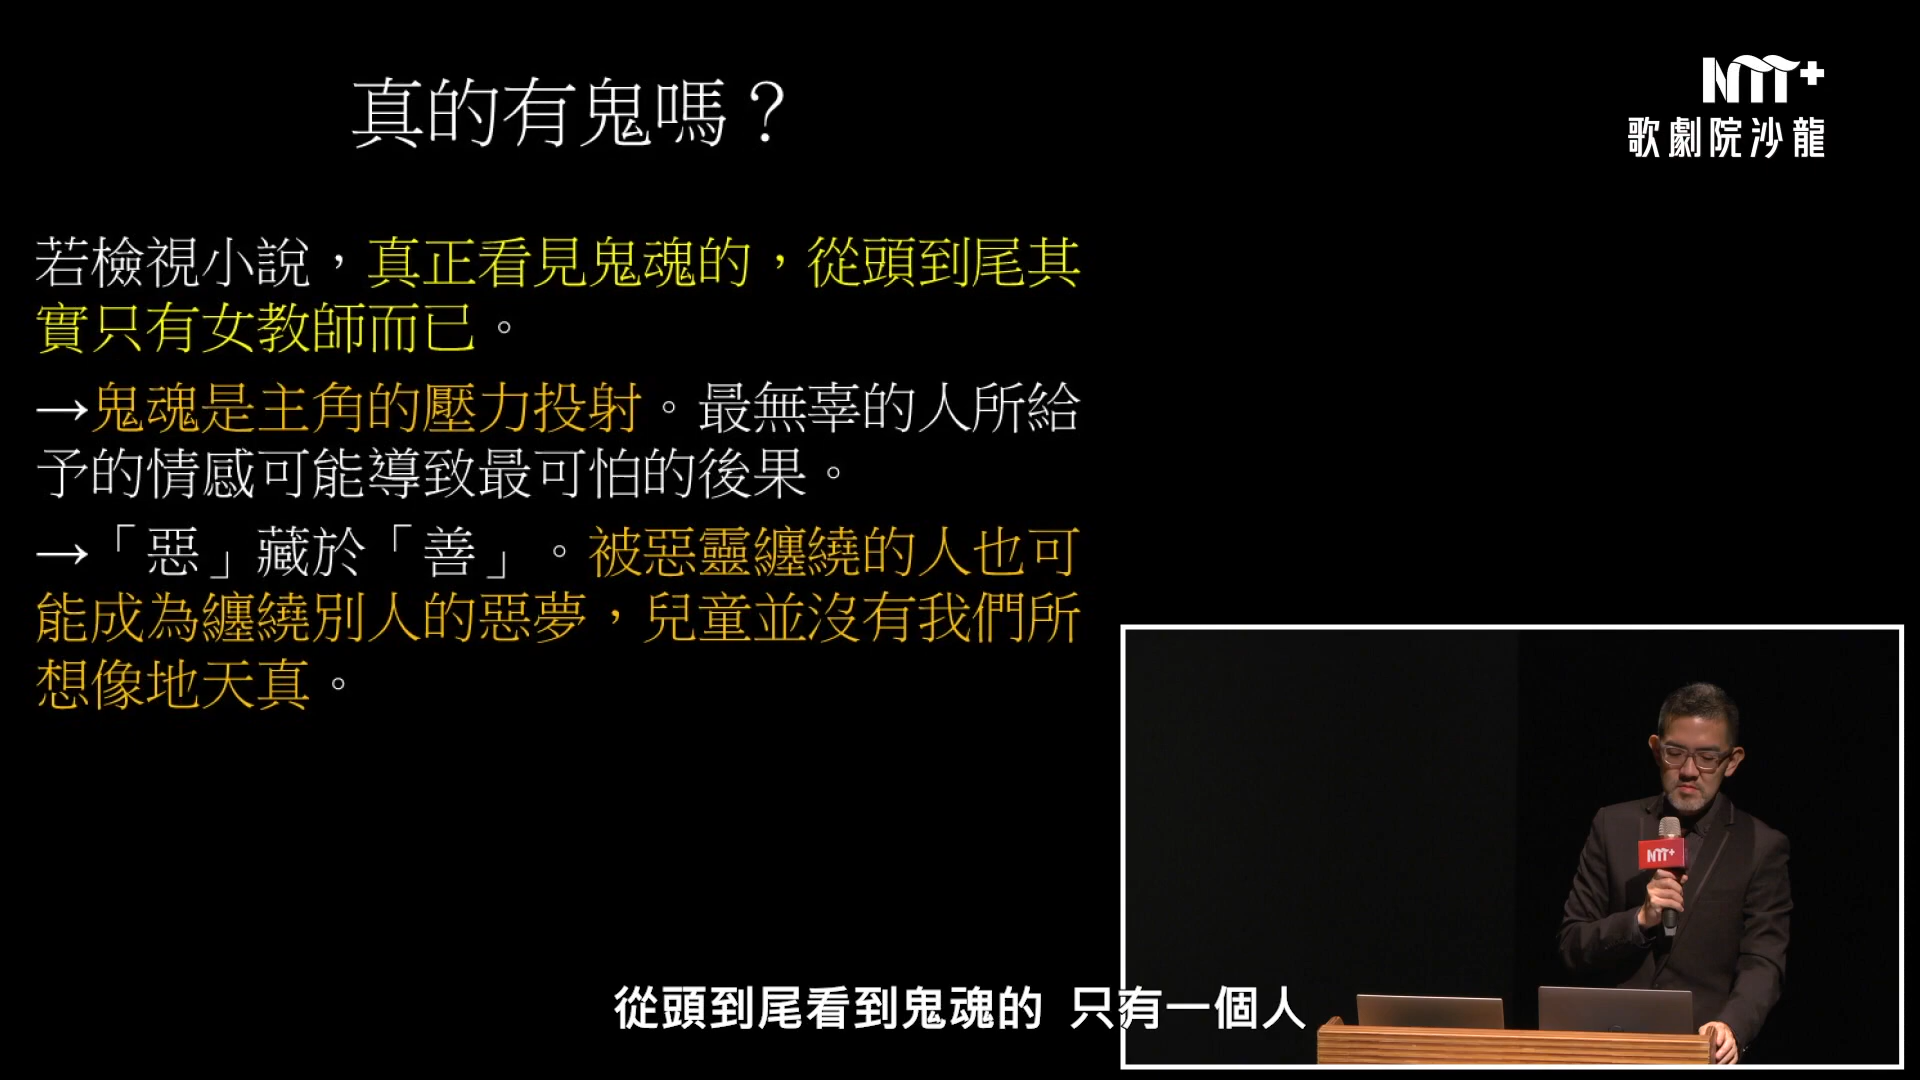 真的有鬼嗎？
NTT+
歌劇院沙龍
若檢視小說，真正看見鬼魂的，從頭到尾其
實只有女教師而已。
→鬼魂是主角的壓力投射。最無辜的人所給
予的情感可能導致最可怕的後果。
→「惡」藏於「善」。被惡靈纏繞的人也可
能成為纏繞別人的惡夢，兒童並沒有我們所
想像地天真。
NTT+
從頭到尾看到鬼魂的 只有一個人